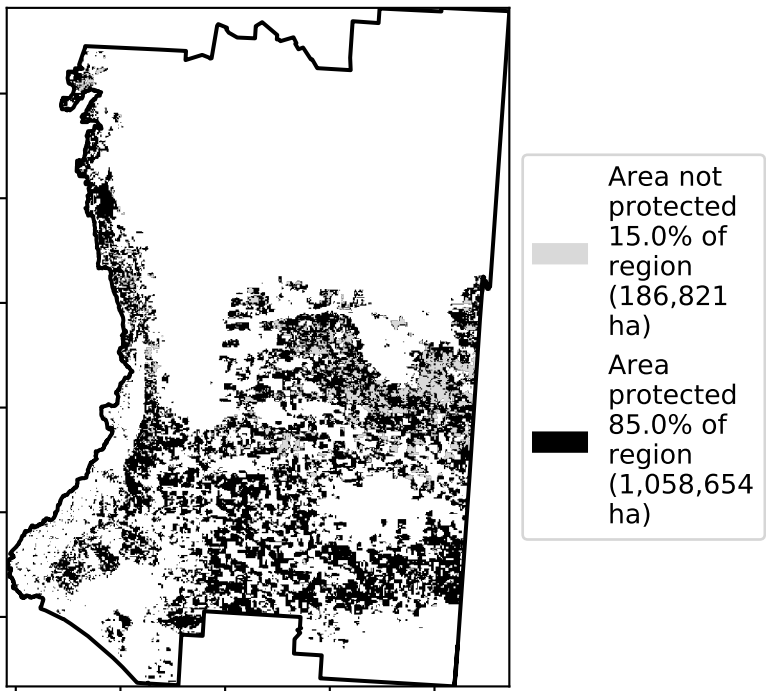 Area not
protected
15.0% of
region
(186,821
ha)
Area
protected
85.0% of
region
(1,058,654
ha)